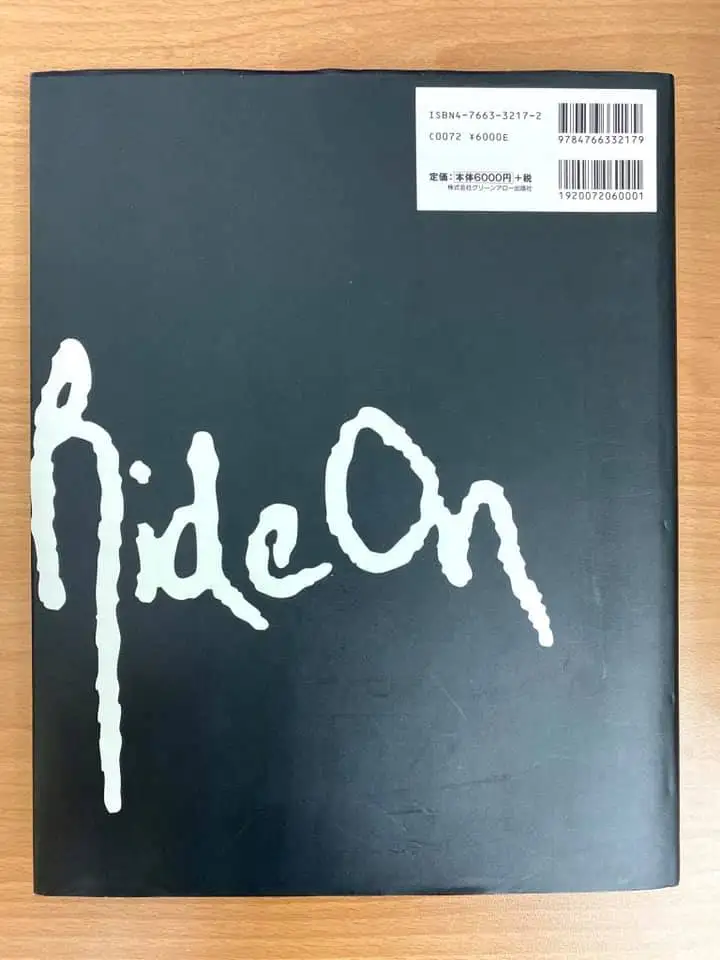 ISBN4-7663-3217-2
C0072 ¥6000E
9784766332179
定価：本体6000円+税
株式会社グリーンアロー出版社
1920072060001
Ride On